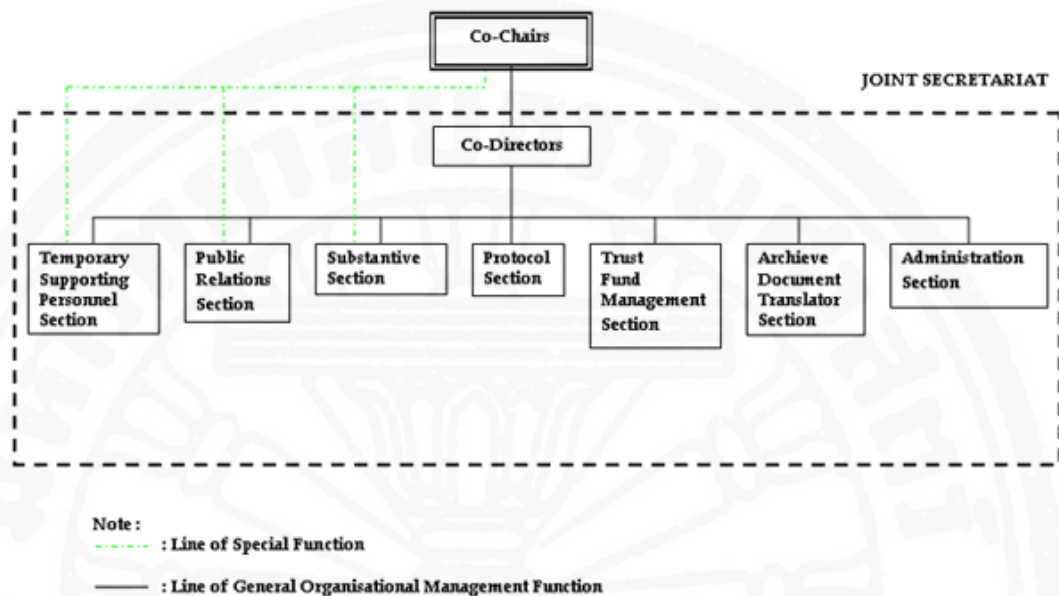 Co-Chairs
JOINT SECRETARIAT
Co-Directors
Temporary
Supporting
Personnel
Section
Public
Relations
Section
Substantive
Section
Protocol
Section
Trust
Fund
Management
Section
Archieve
Document
Translator
Section
Administration
Section
Note :
: Line of Special Function
: Line of General Organisational Management Function